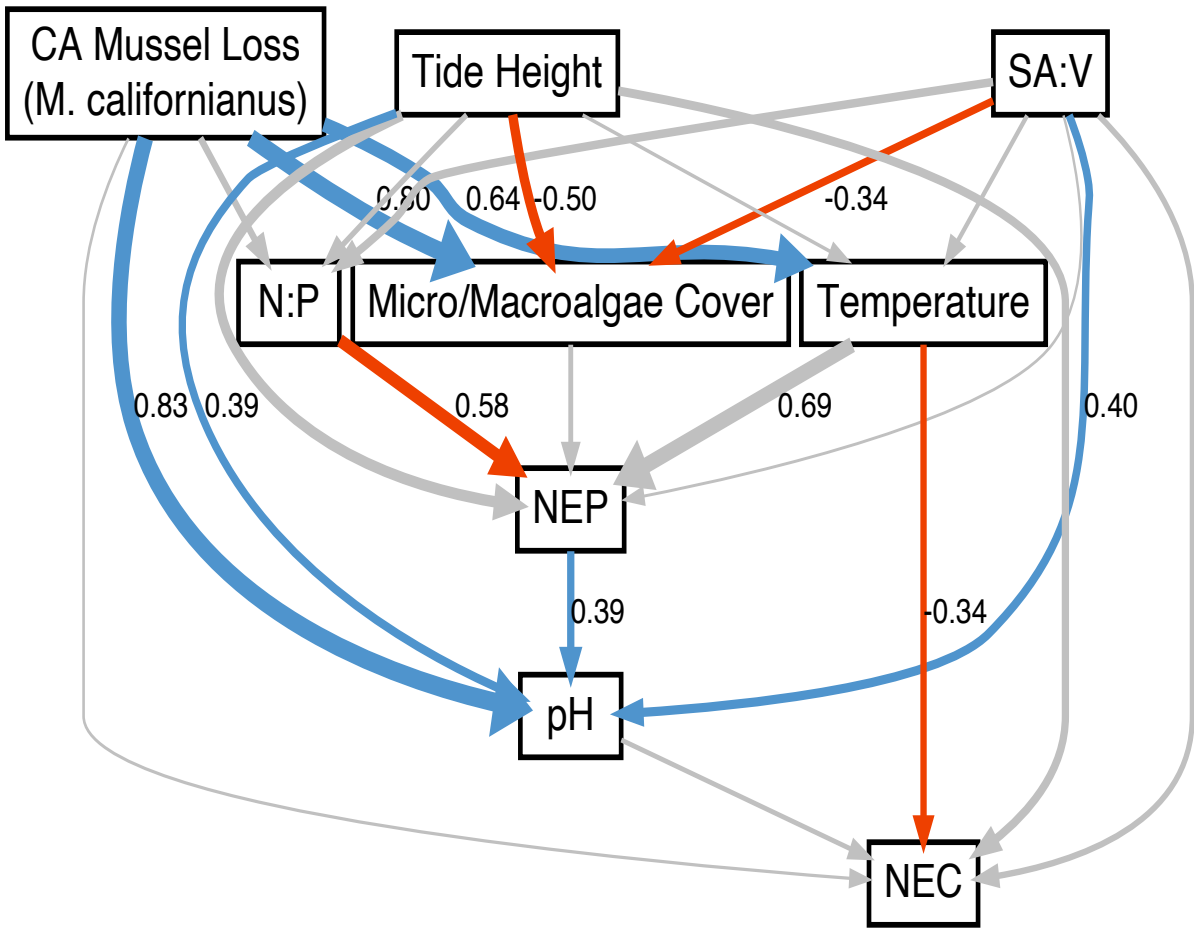 CA Mussel Loss
(M. californianus)
Tide Height
SA:V
0.80
0.64
-0.50
-0.34
N:P
Micro/Macroalgae Cover
Temperature
0.83
0.39
0.58
0.69
0.40
NEP
0.39
-0.34
pH
NEC